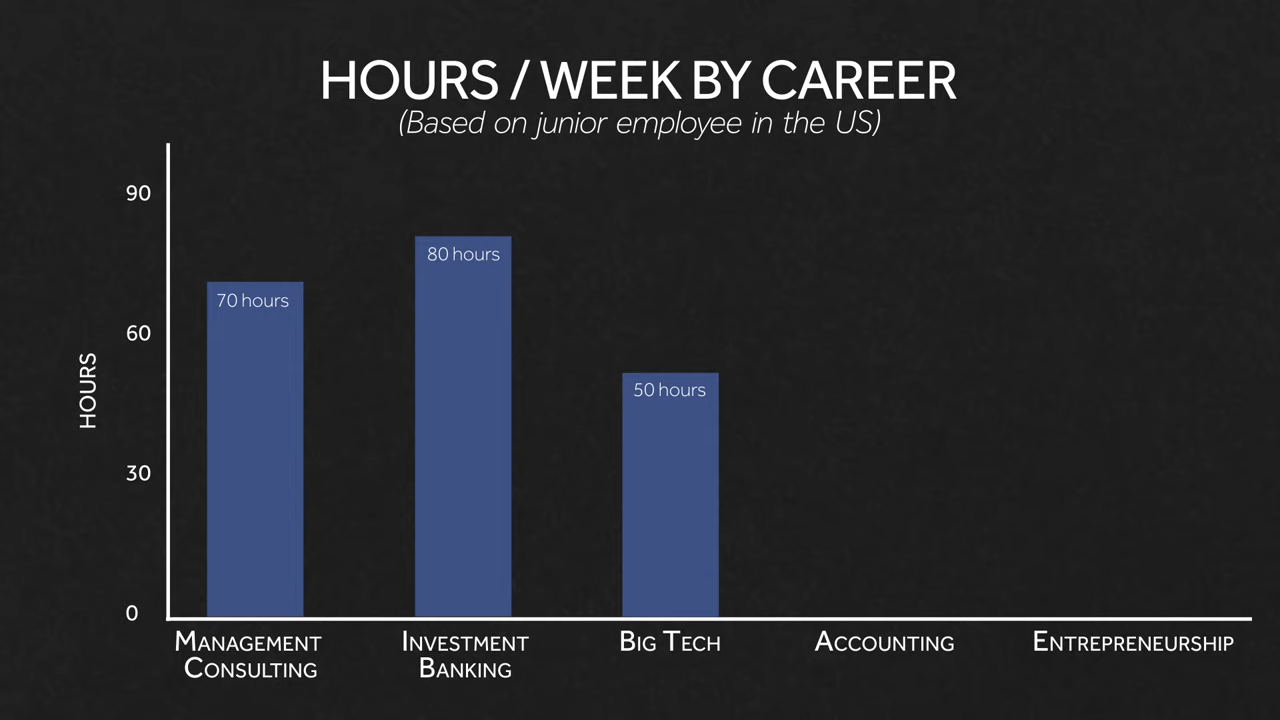 HOURS / WEEK BY CAREER
(Based on junior employee in the US)
90
60
30
0
HOURS
70 hours
80 hours
50 hours
MANAGEMENT
CONSULTING
INVESTMENT
BANKING
BIG TECH
ACCOUNTING
ENTREPRENEURSHIP